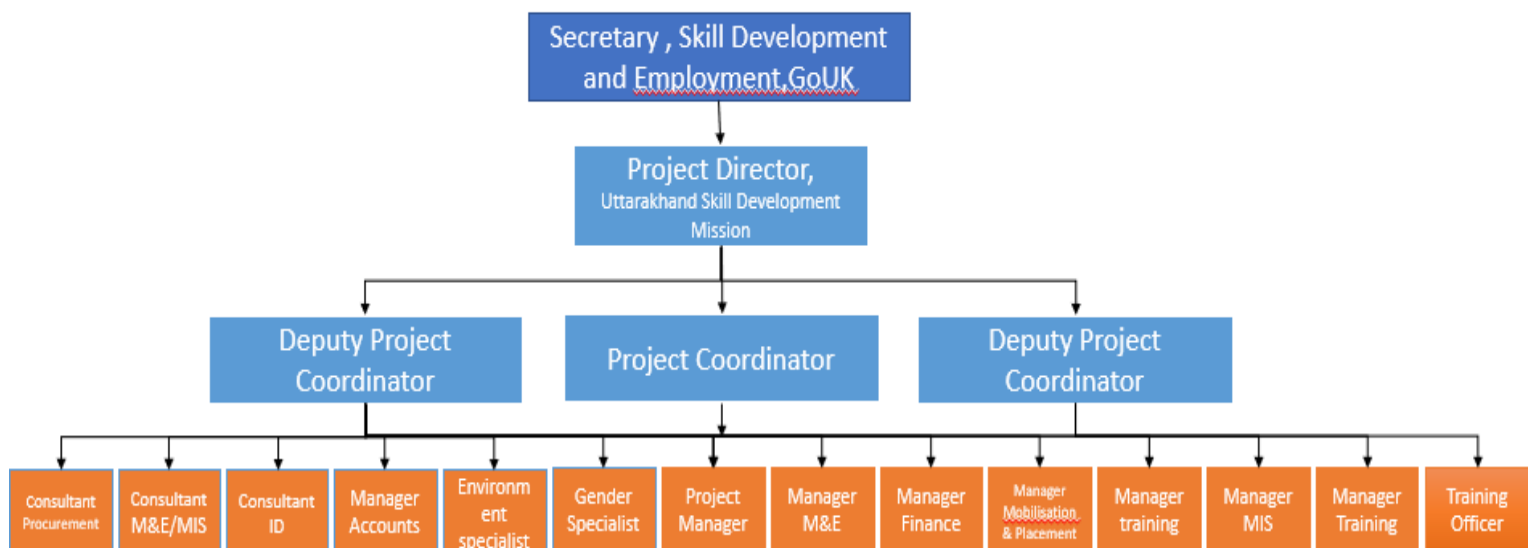 Secretary , Skill Development
and Employment,GoUK
Project Director,
Uttarakhand Skill Development
Mission
Deputy Project
Coordinator
Project Coordinator
Deputy Project
Coordinator
Consultant
Procurement
Consultant
M&E/MIS
Consultant
ID
Manager
Accounts
Environm
ent
specialist
Gender
Specialist
Project
Manager
Manager
M&E
Manager
Finance
Manager
Mobilisation
& Placement
Manager
training
Manager
MIS
Manager
Training
Training
Officer